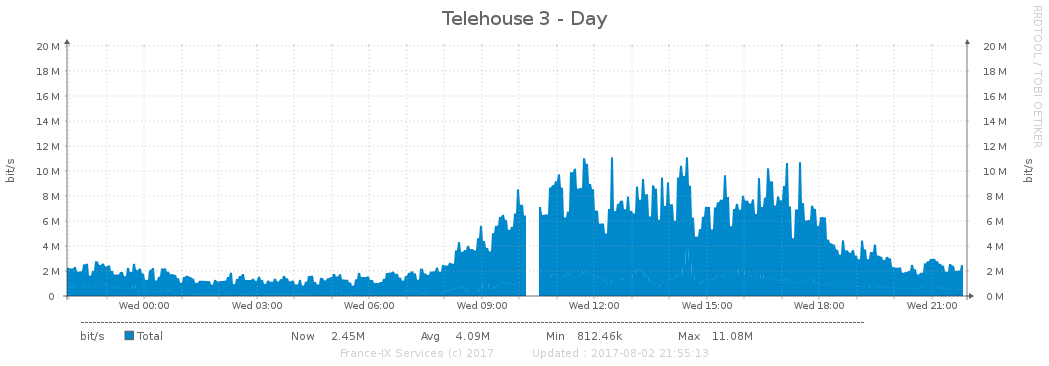 Telehouse 3 - Day
RRDTOOL / TOBI OETIKER
20 M 20 M
18 M 18 M
16 M 16 M
14 M 14 M
12 M 12 M
10 M 10 M
8 M 8 M
6 M 6 M
4 M 4 M
2 M 2 M
0 0 M
bit/s bit/s
Wed 00:00 Wed 03:00 Wed 06:00 Wed 09:00 Wed 12:00 Wed 15:00 Wed 18:00 Wed 21:00
bit/s Total Now 2.45M Avg 4.09M Min 812.46k Max 11.08M
France-IX Services (c) 2017 Updated : 2017-08-02 21:55:13